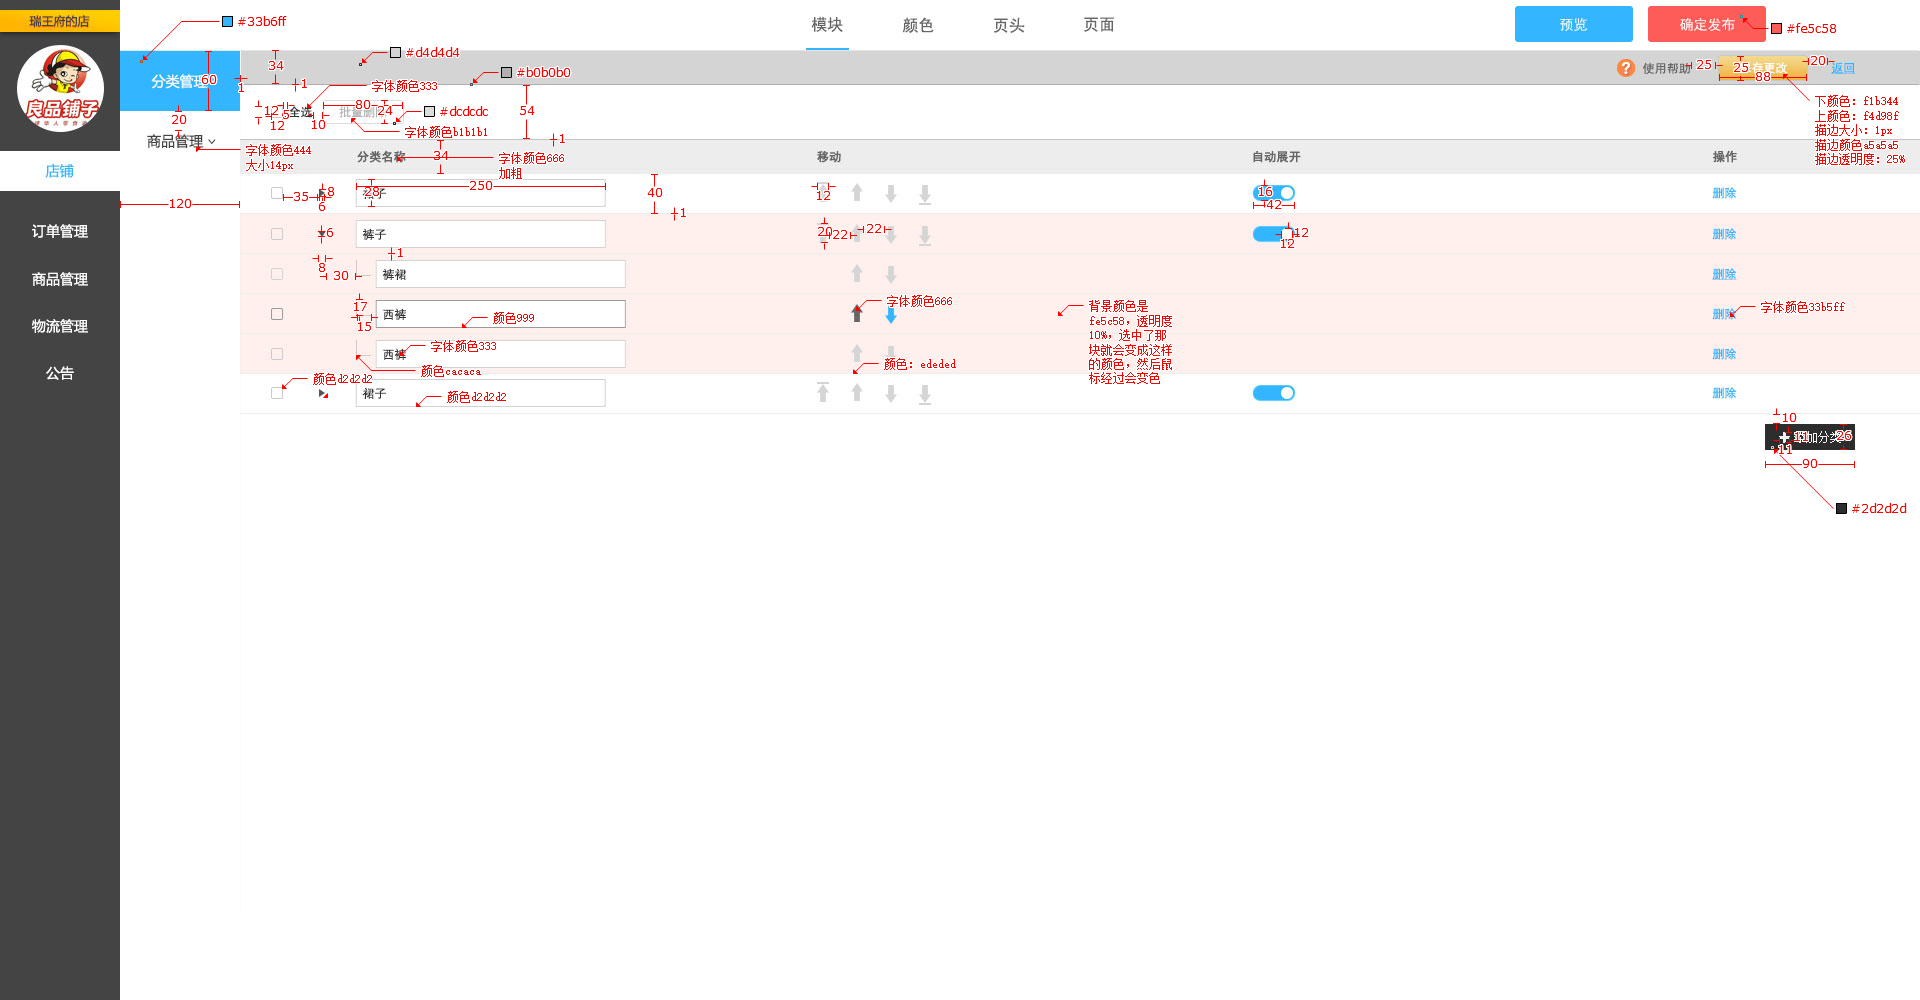 瑞王府的店
#33b6ff
模块
颜色
页头
页面
预览
确定发布
#fe5c58
良品铺子
分类管理
60
1
34
1
#d4d4d4
#b0b0b0
字体颜色333
使用帮助
25
25
存更改
88
20
返回
12
5
12
全选
10
80
批量删
24
#dcdcdc
字体颜色b1b1b1
54
1
下颜色：f1b344
上颜色：f4d98f
描边大小：1px
描边颜色a5a5a5
描边透明度：25%
20
商品管理
字体颜色444
大小14px
分类名称
34
字体颜色666
加粗
移动
自动展开
操作
店铺
120
35
8
6
28
子
250
40
1
12
16
42
删除
订单管理
6
裤子
20
22
22
12
12
删除
商品管理
8
30
1
裤裙
删除
物流管理
17
15
西裤
颜色999
字体颜色666
背景颜色是
fe5c58，透明度
10%，选中了那
块就会变成这样
的颜色，然后鼠
标经过会变色
删除
字体颜色33b5ff
西裤
字体颜色333
颜色cacaca
颜色：ededed
删除
公告
颜色d2d2d2
裙子
颜色d2d2d2
删除
10
加分类
26
11
90
#2d2d2d